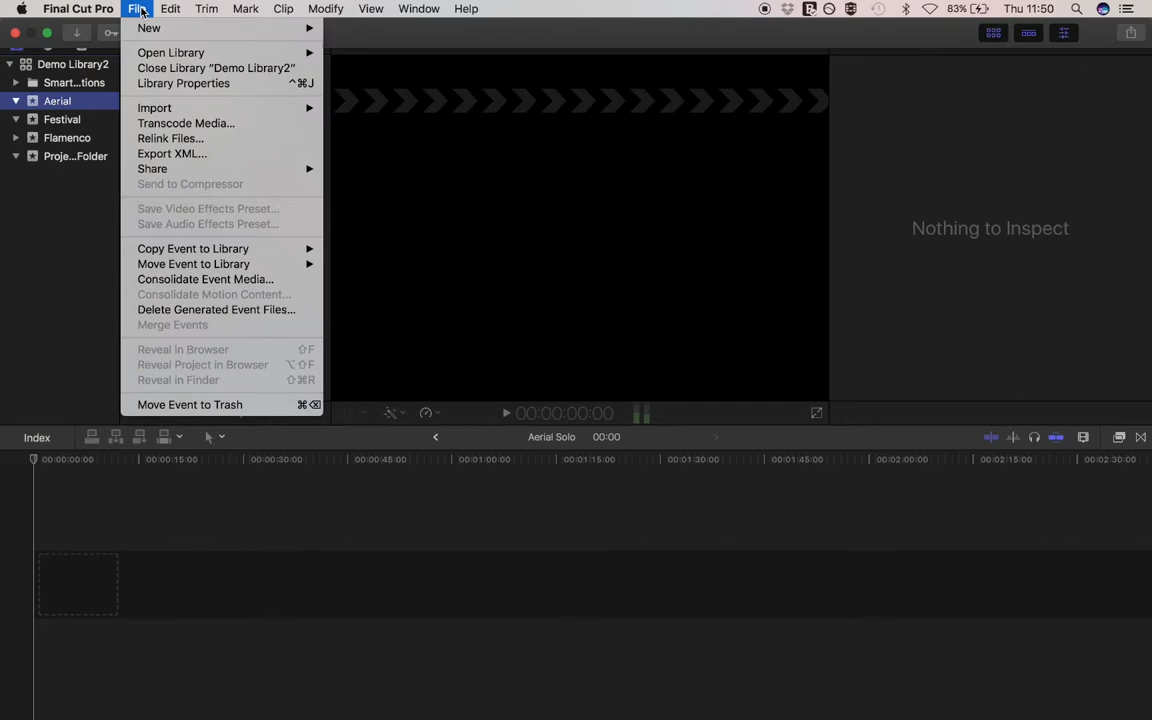 Final Cut Pro File Edit Trim Mark Clip Modify View Window Help 83% Thu 11:50
New
Open Library
Close Library "Demo Library2"
Library Properties ^⌘J
Import
Transcode Media...
Relink Files...
Export XML...
Share
Send to Compressor
Save Video Effects Preset...
Save Audio Effects Preset...
Copy Event to Library
Move Event to Library
Consolidate Event Media...
Consolidate Motion Content...
Delete Generated Event Files...
Merge Events
Reveal in Browser ⇧F
Reveal Project in Browser ⌥⇧F
Reveal in Finder ⇧⌘R
Move Event to Trash ⌘⌫
Demo Library2
Smart...tions
Aerial
Festival
Flamenco
Proje...Folder
Nothing to Inspect
00:00:00:00
Index Aerial Solo 00:00
00:00:00:00 00:00:15:00 00:00:30:00 00:00:45:00 00:01:00:00 00:01:15:00 00:01:30:00 00:01:45:00 00:02:00:00 00:02:15:00 00:02:30:00